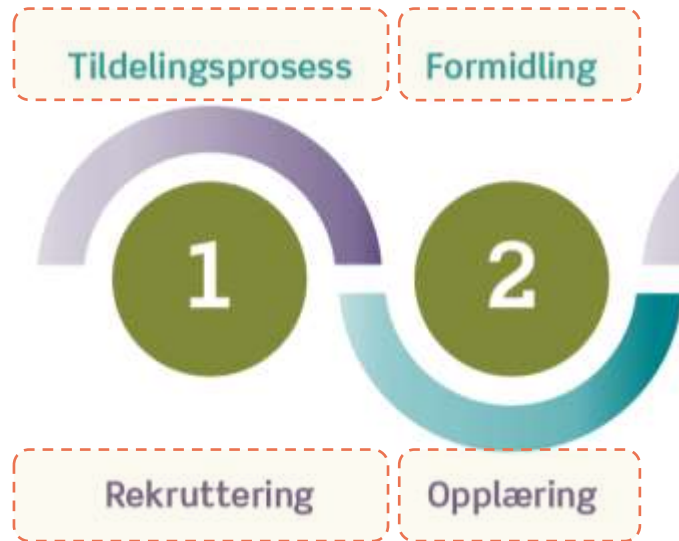 Tildelingsprosess
Formidling
1
2
Rekruttering
Opplæring